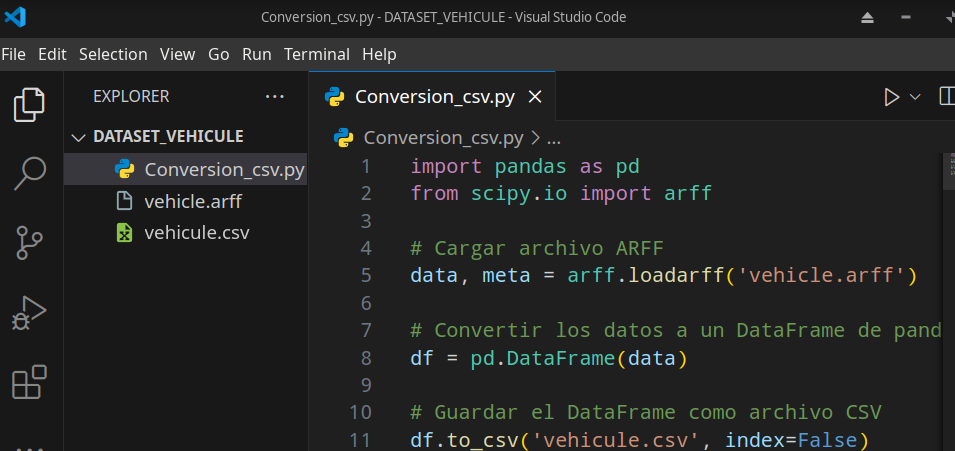 Conversion_csv.py - DATASET_VEHICULE - Visual Studio Code
File Edit Selection View Go Run Terminal Help
EXPLORER
DATASET_VEHICULE
Conversion_csv.py
vehicle.arff
vehicule.csv
Conversion_csv.py
Conversion_csv.py > ...
1 import pandas as pd
2 from scipy.io import arff
3
4 # Cargar archivo ARFF
5 data, meta = arff.loadarff('vehicle.arff')
6
7 # Convertir los datos a un DataFrame de pand
8 df = pd.DataFrame(data)
9
10 # Guardar el DataFrame como archivo CSV
11 df.to_csv('vehicule.csv', index=False)